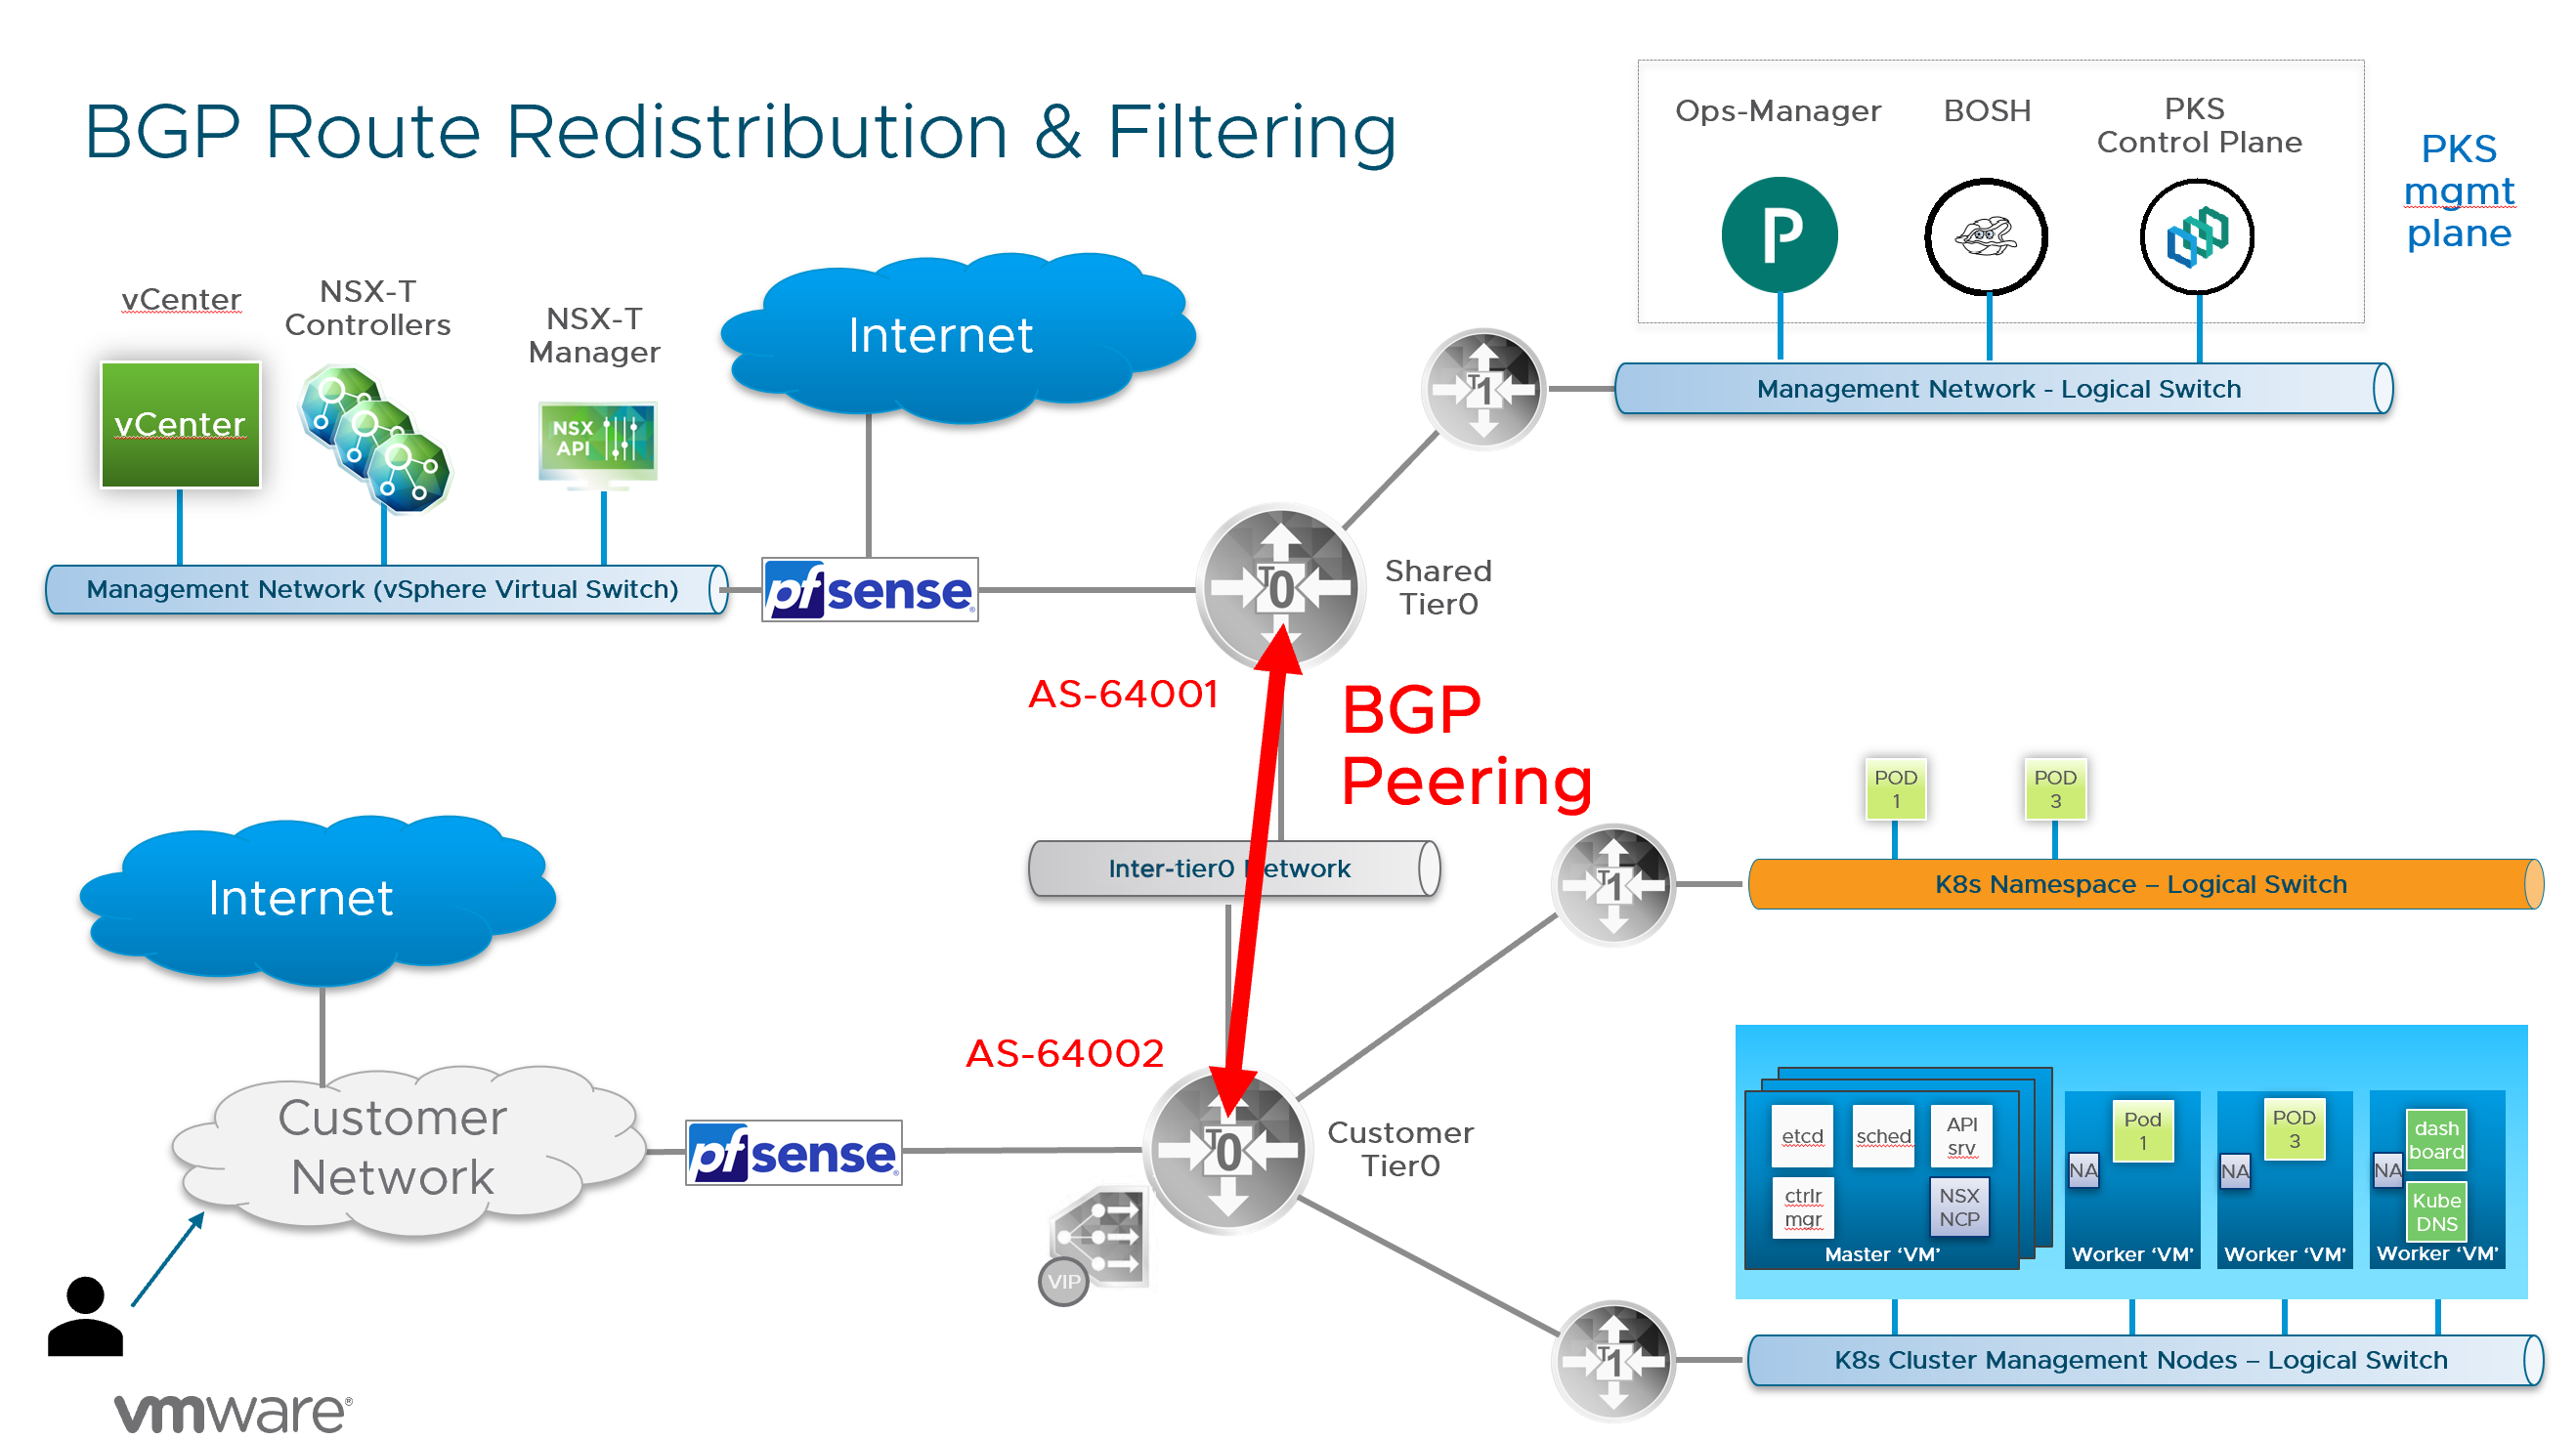 BGP Route Redistribution & Filtering
Ops-Manager
BOSH
PKS
Control Plane
PKS
mgmt
plane
P
vCenter
NSX-T
Controllers
NSX-T
Manager
vCenter
NSX
API
Internet
T1
Management Network - Logical Switch
Management Network (vSphere Virtual Switch)
pfsense®
T0
Shared
Tier0
AS-64001
BGP
Peering
POD
1
POD
3
Inter-tier0 Network
T1
K8s Namespace – Logical Switch
Internet
AS-64002
Customer
Network
pfsense®
T0
Customer
Tier0
VIP
etcd
sched
API
srv
ctrlr
mgr
NSX
NCP
Master ‘VM’
NA
Pod
1
Worker ‘VM’
NA
POD
3
Worker ‘VM’
NA
dash
board
Kube
DNS
Worker ‘VM’
T1
K8s Cluster Management Nodes – Logical Switch
vmware®